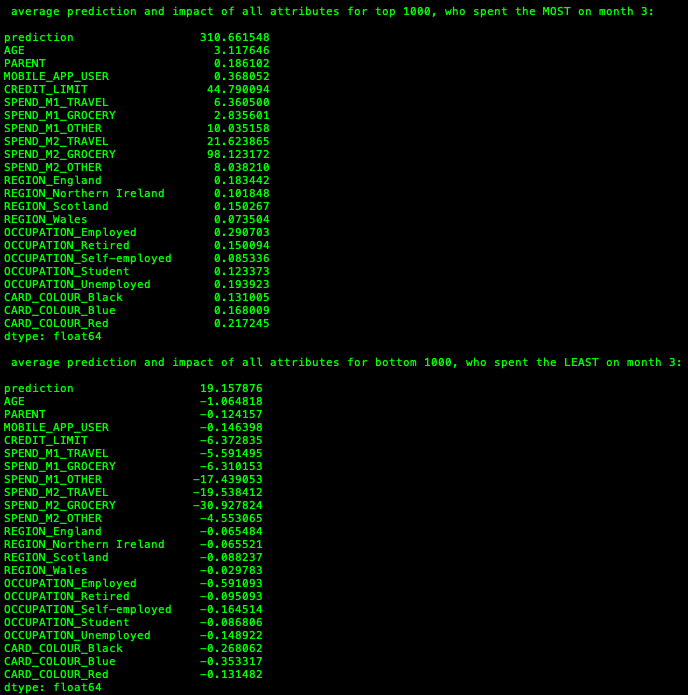 average prediction and impact of all attributes for top 1000, who spent the MOST on month 3:
prediction 310.661548
AGE 3.117646
PARENT 0.186102
MOBILE_APP_USER 0.368052
CREDIT_LIMIT 44.790094
SPEND_M1_TRAVEL 6.360500
SPEND_M1_GROCERY 2.835601
SPEND_M1_OTHER 10.035158
SPEND_M2_TRAVEL 21.623865
SPEND_M2_GROCERY 98.123172
SPEND_M2_OTHER 8.038210
REGION_England 0.183442
REGION_Northern Ireland 0.101848
REGION_Scotland 0.150267
REGION_Wales 0.073504
OCCUPATION_Employed 0.290703
OCCUPATION_Retired 0.150094
OCCUPATION_Self-employed 0.085336
OCCUPATION_Student 0.123373
OCCUPATION_Unemployed 0.193923
CARD_COLOUR_Black 0.131005
CARD_COLOUR_Blue 0.168009
CARD_COLOUR_Red 0.217245
dtype: float64
average prediction and impact of all attributes for bottom 1000, who spent the LEAST on month 3:
prediction 19.157876
AGE -1.064818
PARENT -0.124157
MOBILE_APP_USER -0.146398
CREDIT_LIMIT -6.372835
SPEND_M1_TRAVEL -5.591495
SPEND_M1_GROCERY -6.310153
SPEND_M1_OTHER -17.439053
SPEND_M2_TRAVEL -19.538412
SPEND_M2_GROCERY -30.927824
SPEND_M2_OTHER -4.553065
REGION_England -0.065484
REGION_Northern Ireland -0.065521
REGION_Scotland -0.088237
REGION_Wales -0.029783
OCCUPATION_Employed -0.591093
OCCUPATION_Retired -0.095093
OCCUPATION_Self-employed -0.164514
OCCUPATION_Student -0.086806
OCCUPATION_Unemployed -0.148922
CARD_COLOUR_Black -0.268062
CARD_COLOUR_Blue -0.353317
CARD_COLOUR_Red -0.131482
dtype: float64